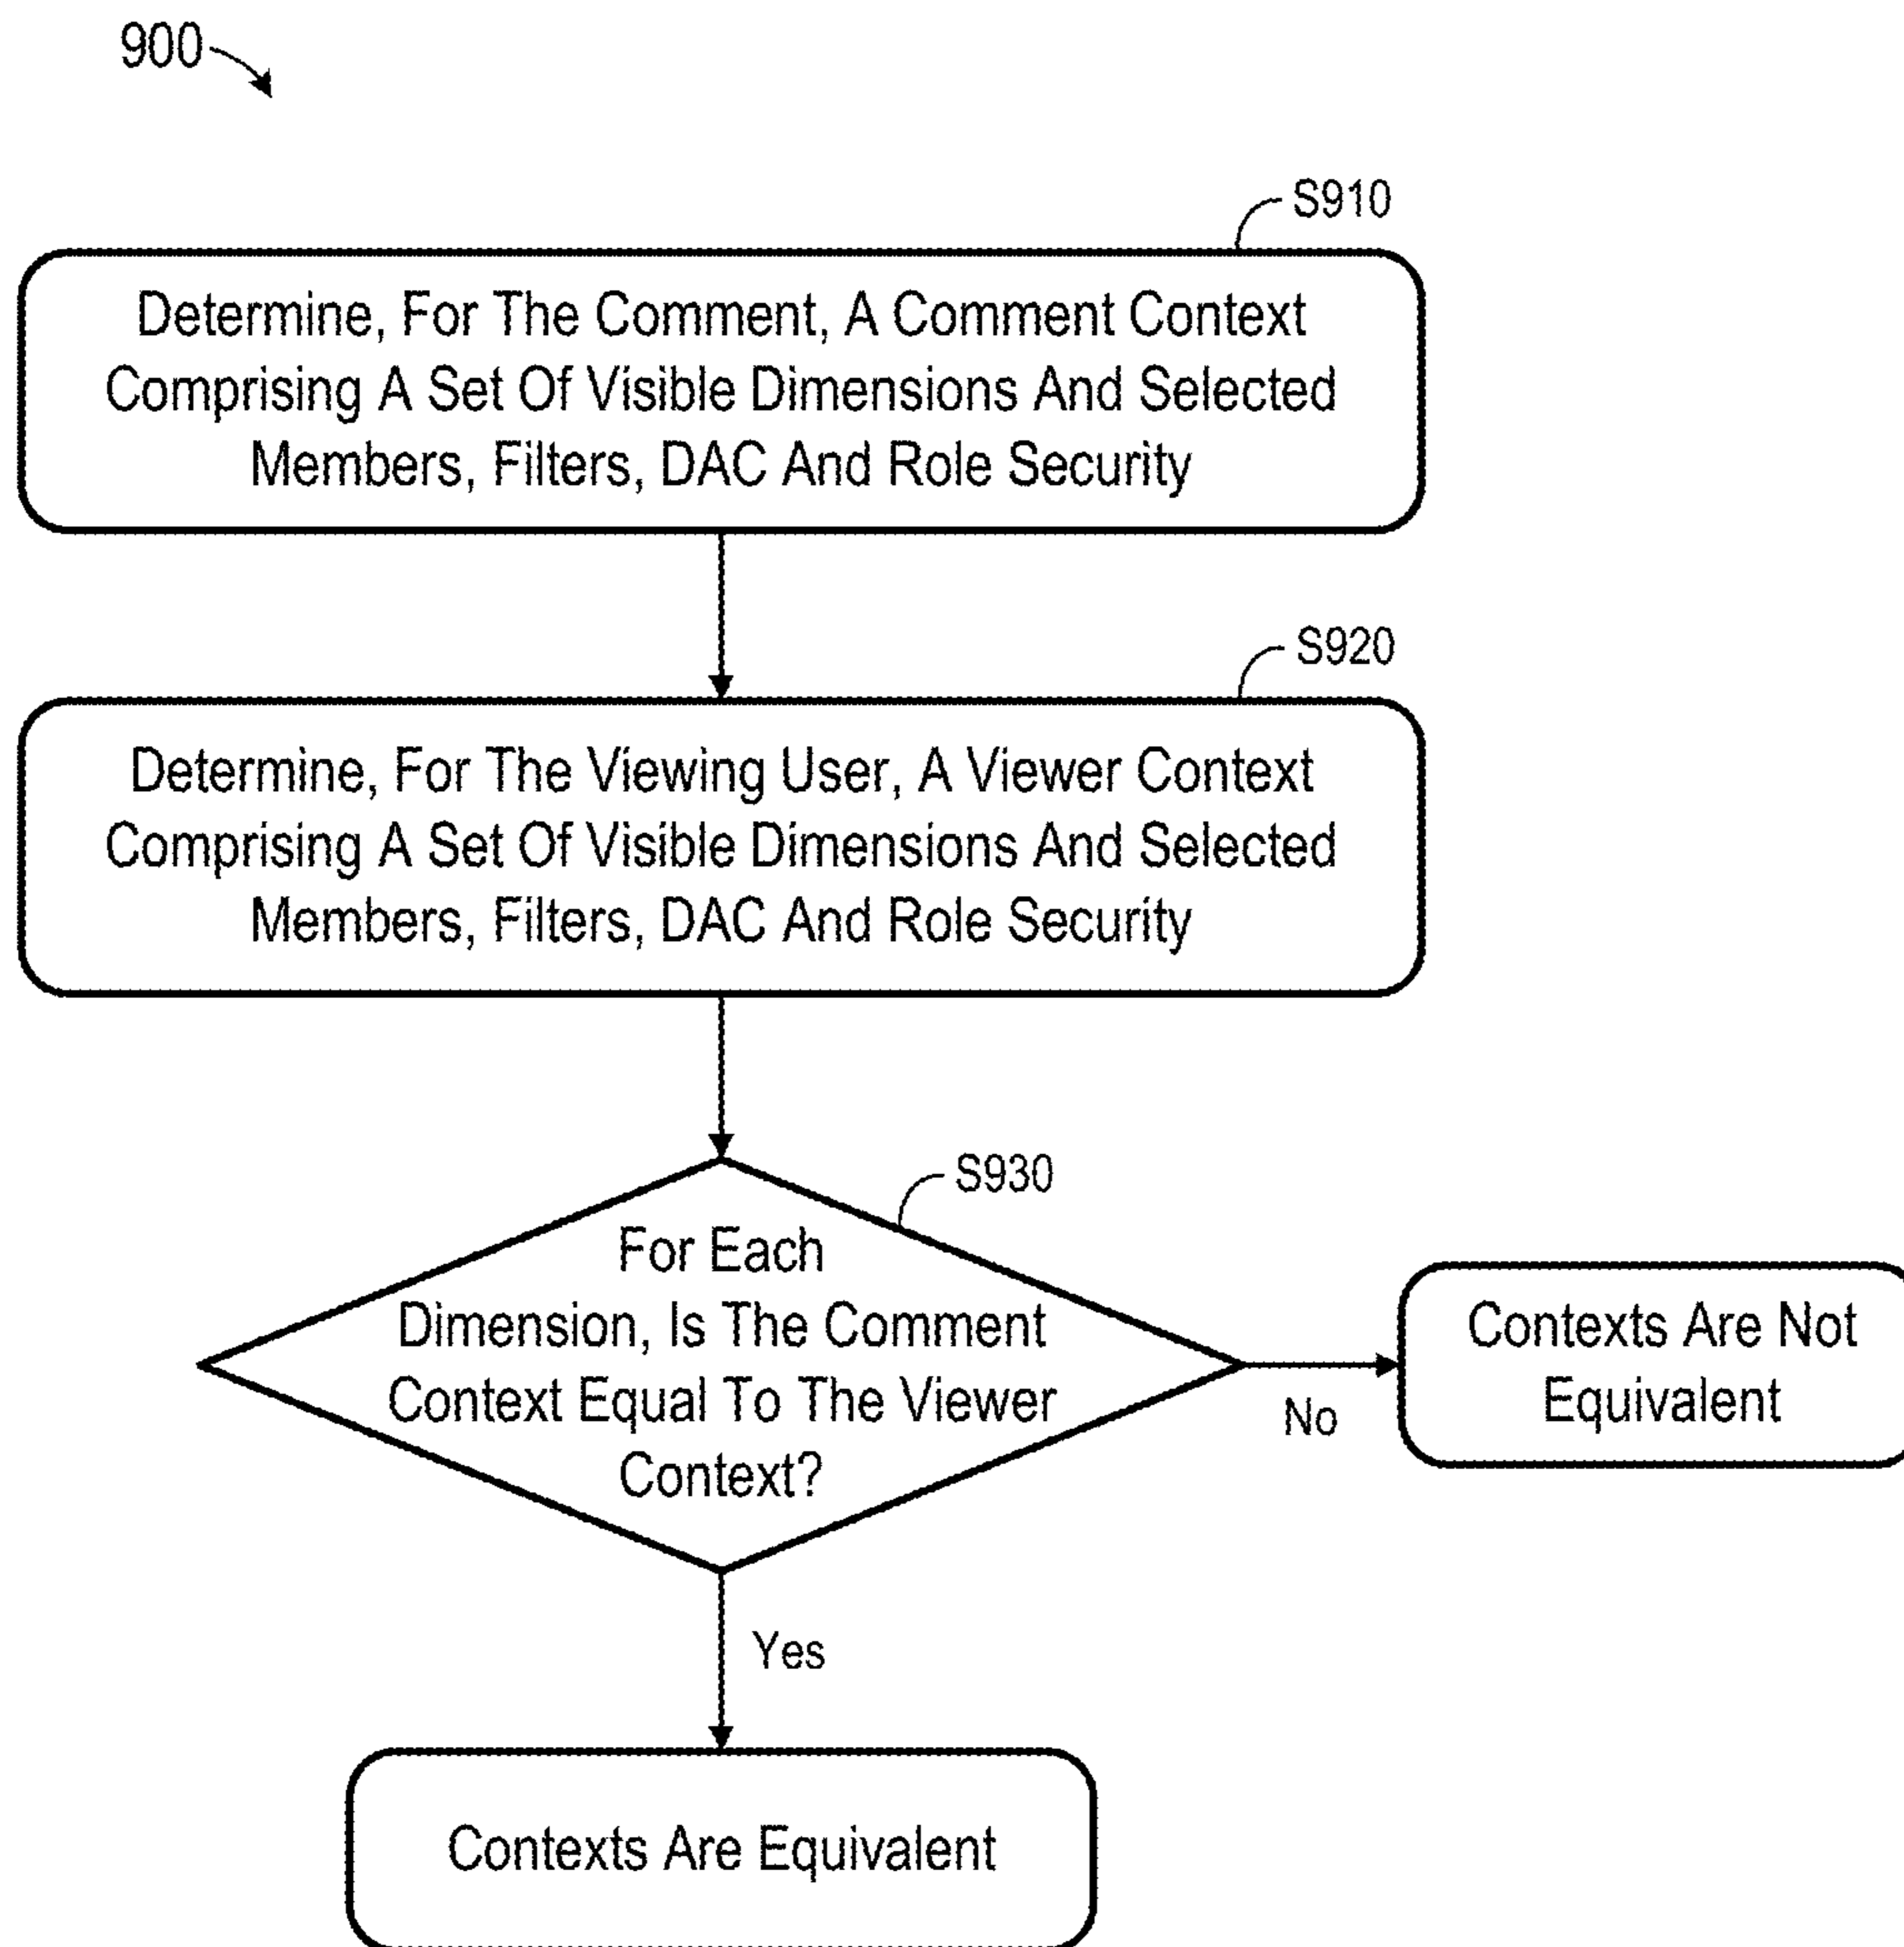 900
S910
Determine, For The Comment, A Comment Context
Comprising A Set Of Visible Dimensions And Selected
Members, Filters, DAC And Role Security
S920
Determine, For The Viewing User, A Viewer Context
Comprising A Set Of Visible Dimensions And Selected
Members, Filters, DAC And Role Security
S930
For Each
Dimension, Is The Comment
Context Equal To The Viewer
Context?
No
Contexts Are Not
Equivalent
Yes
Contexts Are Equivalent